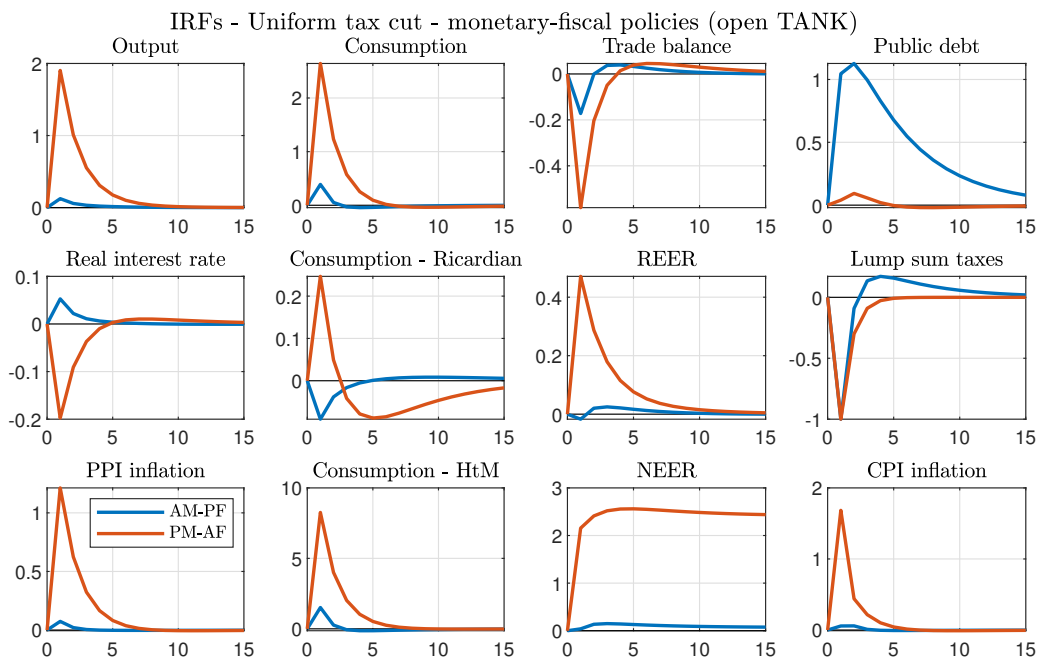 IRFs - Uniform tax cut - monetary-fiscal policies (open TANK)
Output
Consumption
Trade balance
Public debt
2
1
0
0 5 10 15
2
1
0
0 5 10 15
0
-0.2
-0.4
0 5 10 15
1
0.5
0
0 5 10 15
Real interest rate
Consumption - Ricardian
REER
Lump sum taxes
0.1
0
-0.1
-0.2
0 5 10 15
0.2
0.1
0
0 5 10 15
0.4
0.2
0
0 5 10 15
0
-0.5
-1
0 5 10 15
PPI inflation
Consumption - HtM
NEER
CPI inflation
1
0.5
0
0 5 10 15
AM-PF
PM-AF
10
5
0
0 5 10 15
3
2
1
0
0 5 10 15
2
1
0
0 5 10 15